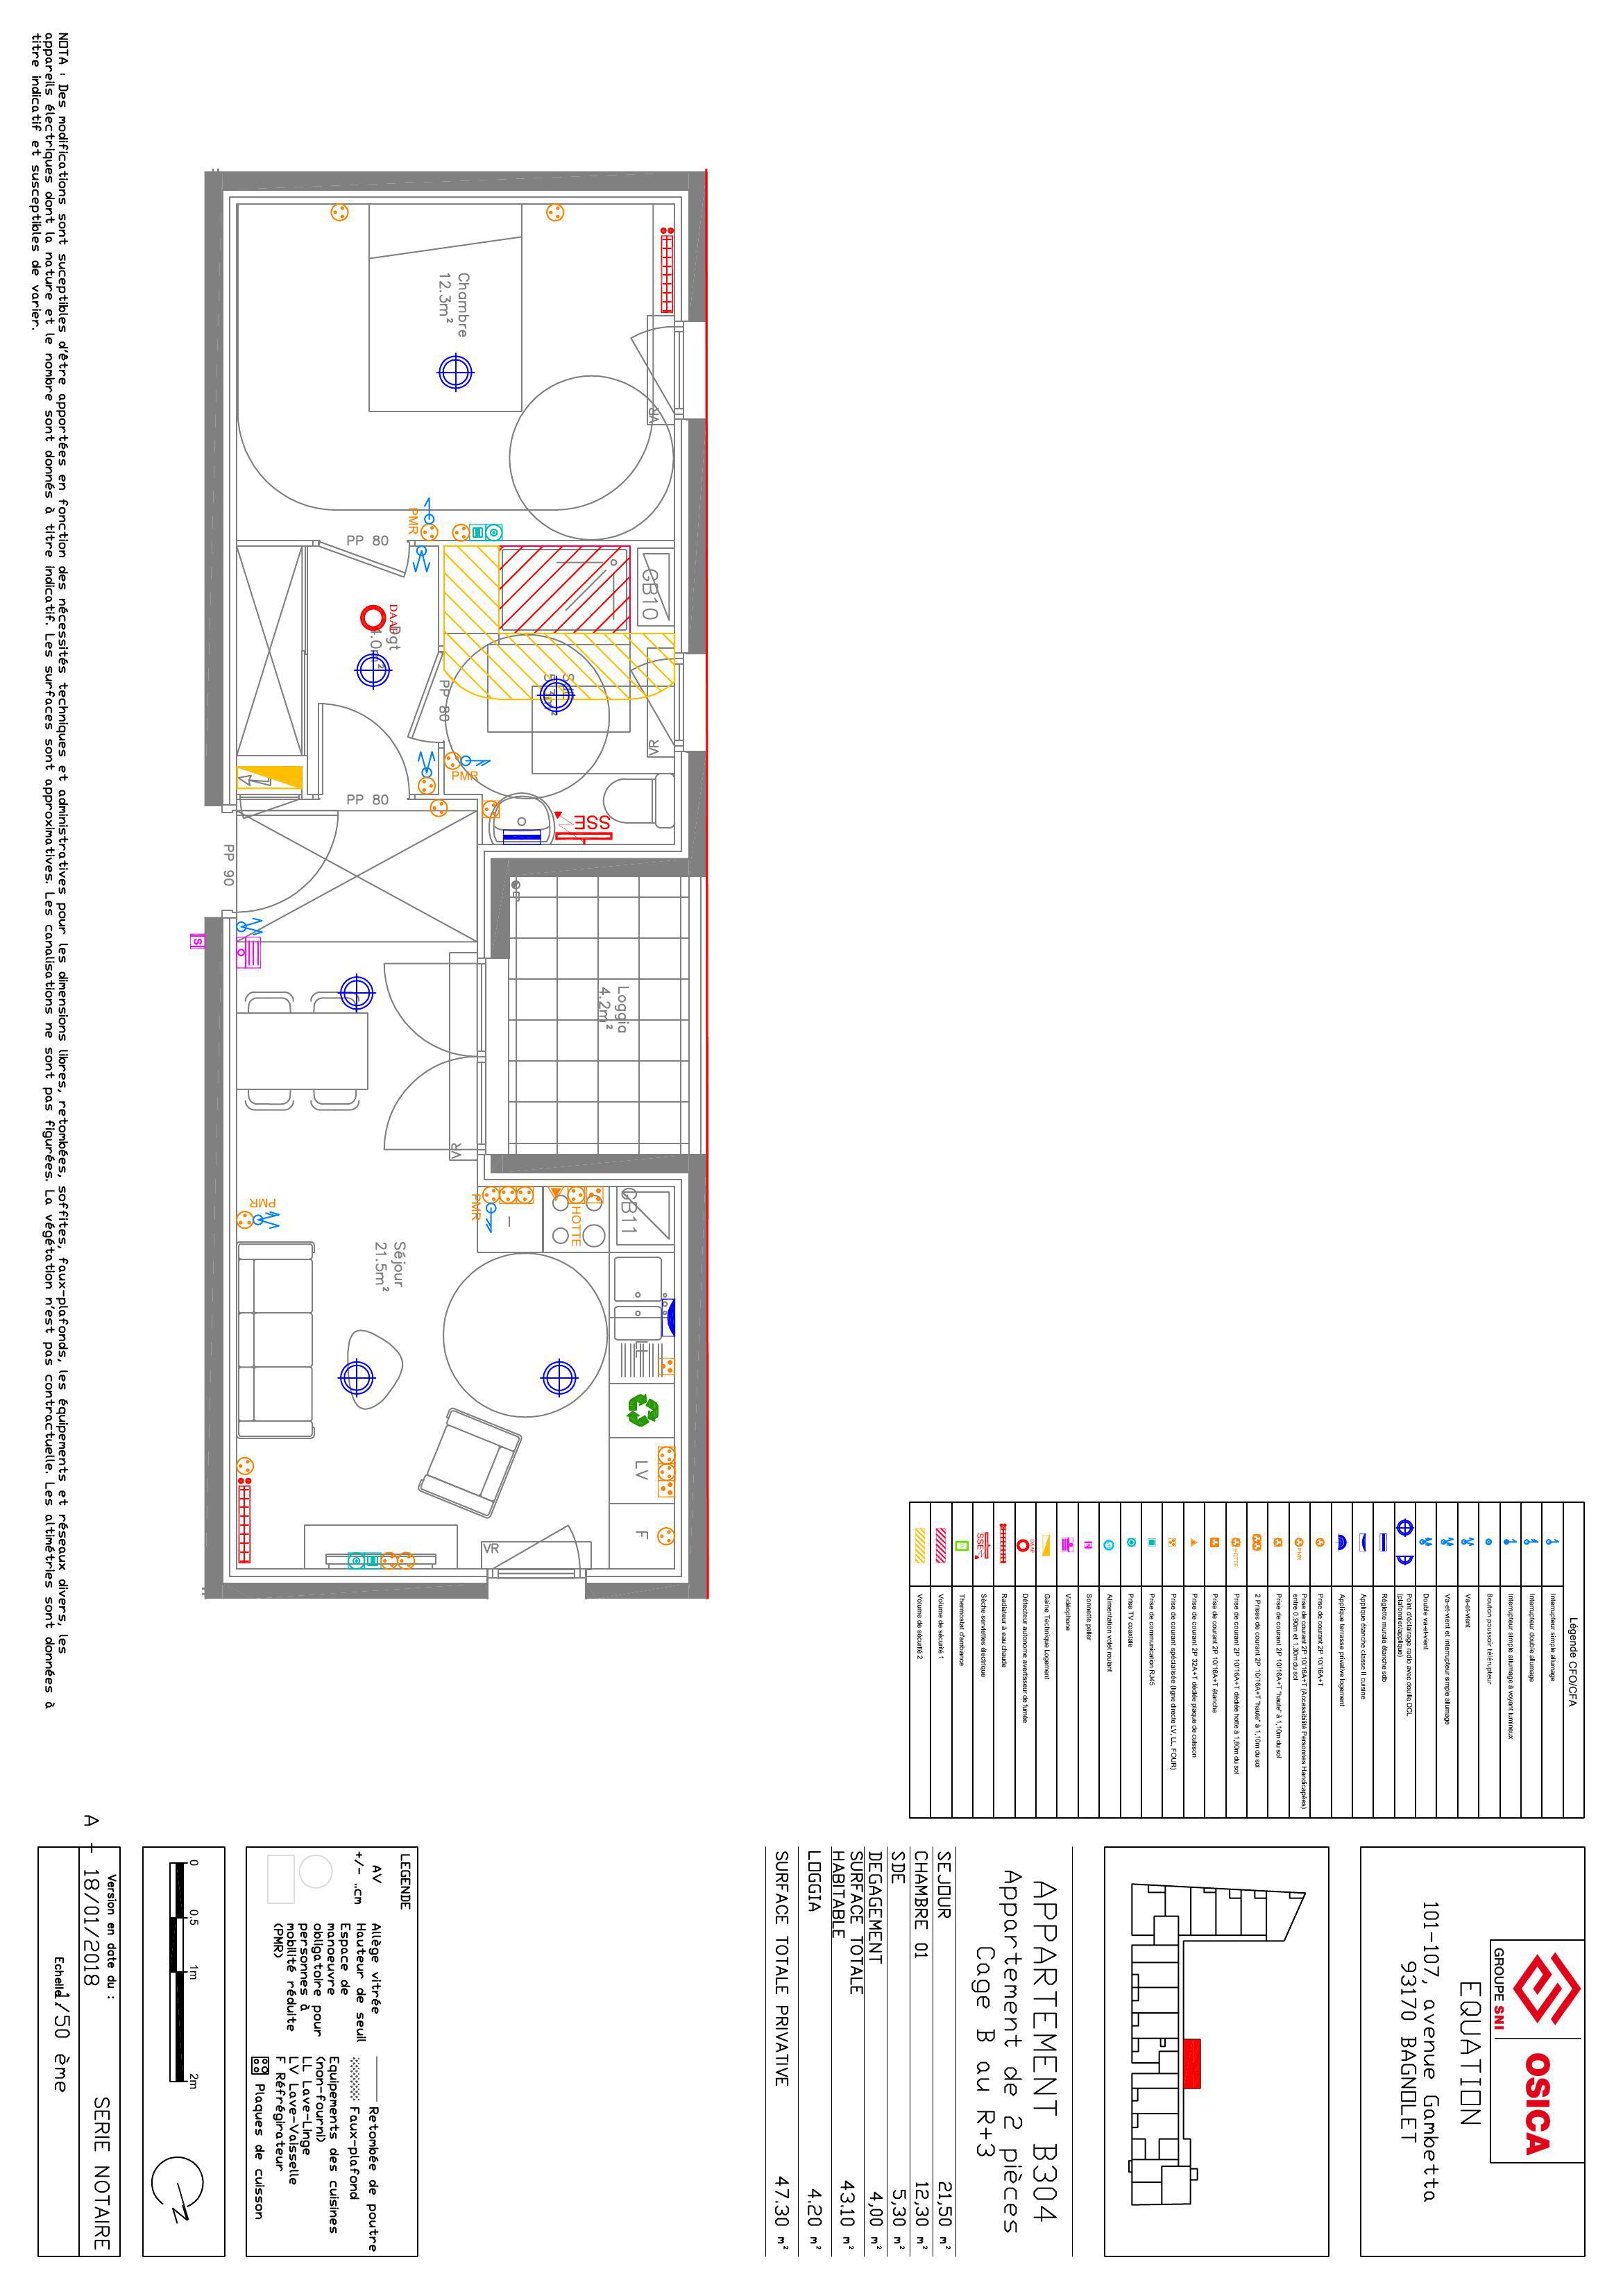 GROUPE SNI
OSICA
EQUATION
101-107, avenue Gambetta
93170 BAGNOLET
APPARTEMENT B304
Appartement de 2 pièces
Cage B au R+3
SEJOUR 21,50 m²
CHAMBRE 01 12,30 m²
SDE 5,30 m²
DEGAGEMENT 4,00 m²
SURFACE TOTALE
HABITABLE 43.10 m²
LOGGIA 4.20 m²
SURFACE TOTALE PRIVATIVE 47.30 m²
LEGENDE
AV Allège vitrée
+/- ..cm Hauteur de seuil
Espace de
manoeuvre
obligatoire pour
personnes à
mobilité réduite
(PMR)
Retombée de poutre
Faux-plafond
Equipements des cuisines
(non-fourni)
LL Lave-Linge
LV Lave-Vaisselle
F Réfrigérateur
Plaques de cuisson
0 0.5 1m 2m
N
A -
Version en date du :
18/01/2018
SERIE NOTAIRE
Echelle 1/50 ème
Légende CFO/CFA
Interrupteur simple allumage
Interrupteur double allumage
Interrupteur simple allumage à voyant lumineux
Bouton poussoir télérupteur
Va-et-vient
Va-et-vient et interrupteur simple allumage
Double va-et-vient
Point d'éclairage radio avec douille DCL
(plafonnier/applique)
Réglette murale étanche sdb
Applique étanche classe II cuisine
Applique terrasse privative logement
Prise de courant 2P 10/16A+T
PMR
Prise de courant 2P 10/16A+T (Accessibilité Personnes Handicapées)
entre 0,90m et 1,30m du sol
Prise de courant 2P 10/16A+T "haute" à 1,10m du sol
2 Prises de courant 2P 10/16A+T "haute" à 1,10m du sol
HOTTE
Prise de courant 2P 10/16A+T dédiée hotte à 1,80m du sol
Prise de courant 2P 10/16A+T étanche
Prise de courant 2P 32A+T dédiée plaque de cuisson
Prise de courant spécialisée (ligne directe LV, LL, FOUR)
Prise de communication RJ45
Prise TV coaxiale
Alimentation volet roulant
Sonnette palier
Vidéophone
Gaine Technique Logement
DAAF
Détecteur autonome avertisseur de fumée
Radiateur à eau chaude
SSE
Sèche-serviettes électrique
Thermostat d'ambiance
Volume de sécurité 1
Volume de sécurité 2
Chambre
12.3m²
VR
PMR
PP 80
GB10
DAAF
Dgt
PP 80
VR
PMR
PP 80
SSE
PP 90
S
Loggia
4.2m²
VR
PMR
PMR
HOTTE
GB11
Séjour
21.5m²
LL
LV
F
VR
NOTA : Des modifications sont suceptibles d'être apportées en fonction des nécessités techniques et administratives pour les dimensions libres, retombées, soffites, faux-plafonds, les équipements et réseaux divers, les
appareils électriques dont la nature et le nombre sont donnés à titre indicatif. Les surfaces sont approximatives. Les canalisations ne sont pas figurées. La végétation n'est pas contractuelle. Les altimétries sont données à
titre indicatif et susceptibles de varier.